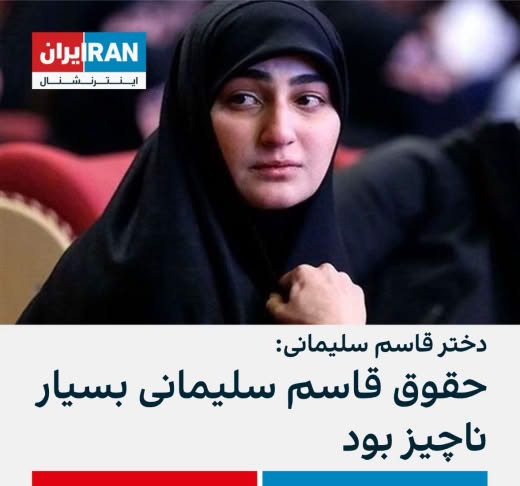 ایران IRAN
اینترنشنال
دختر قاسم سلیمانی:
حقوق قاسم سلیمانی بسیار
ناچیز بود